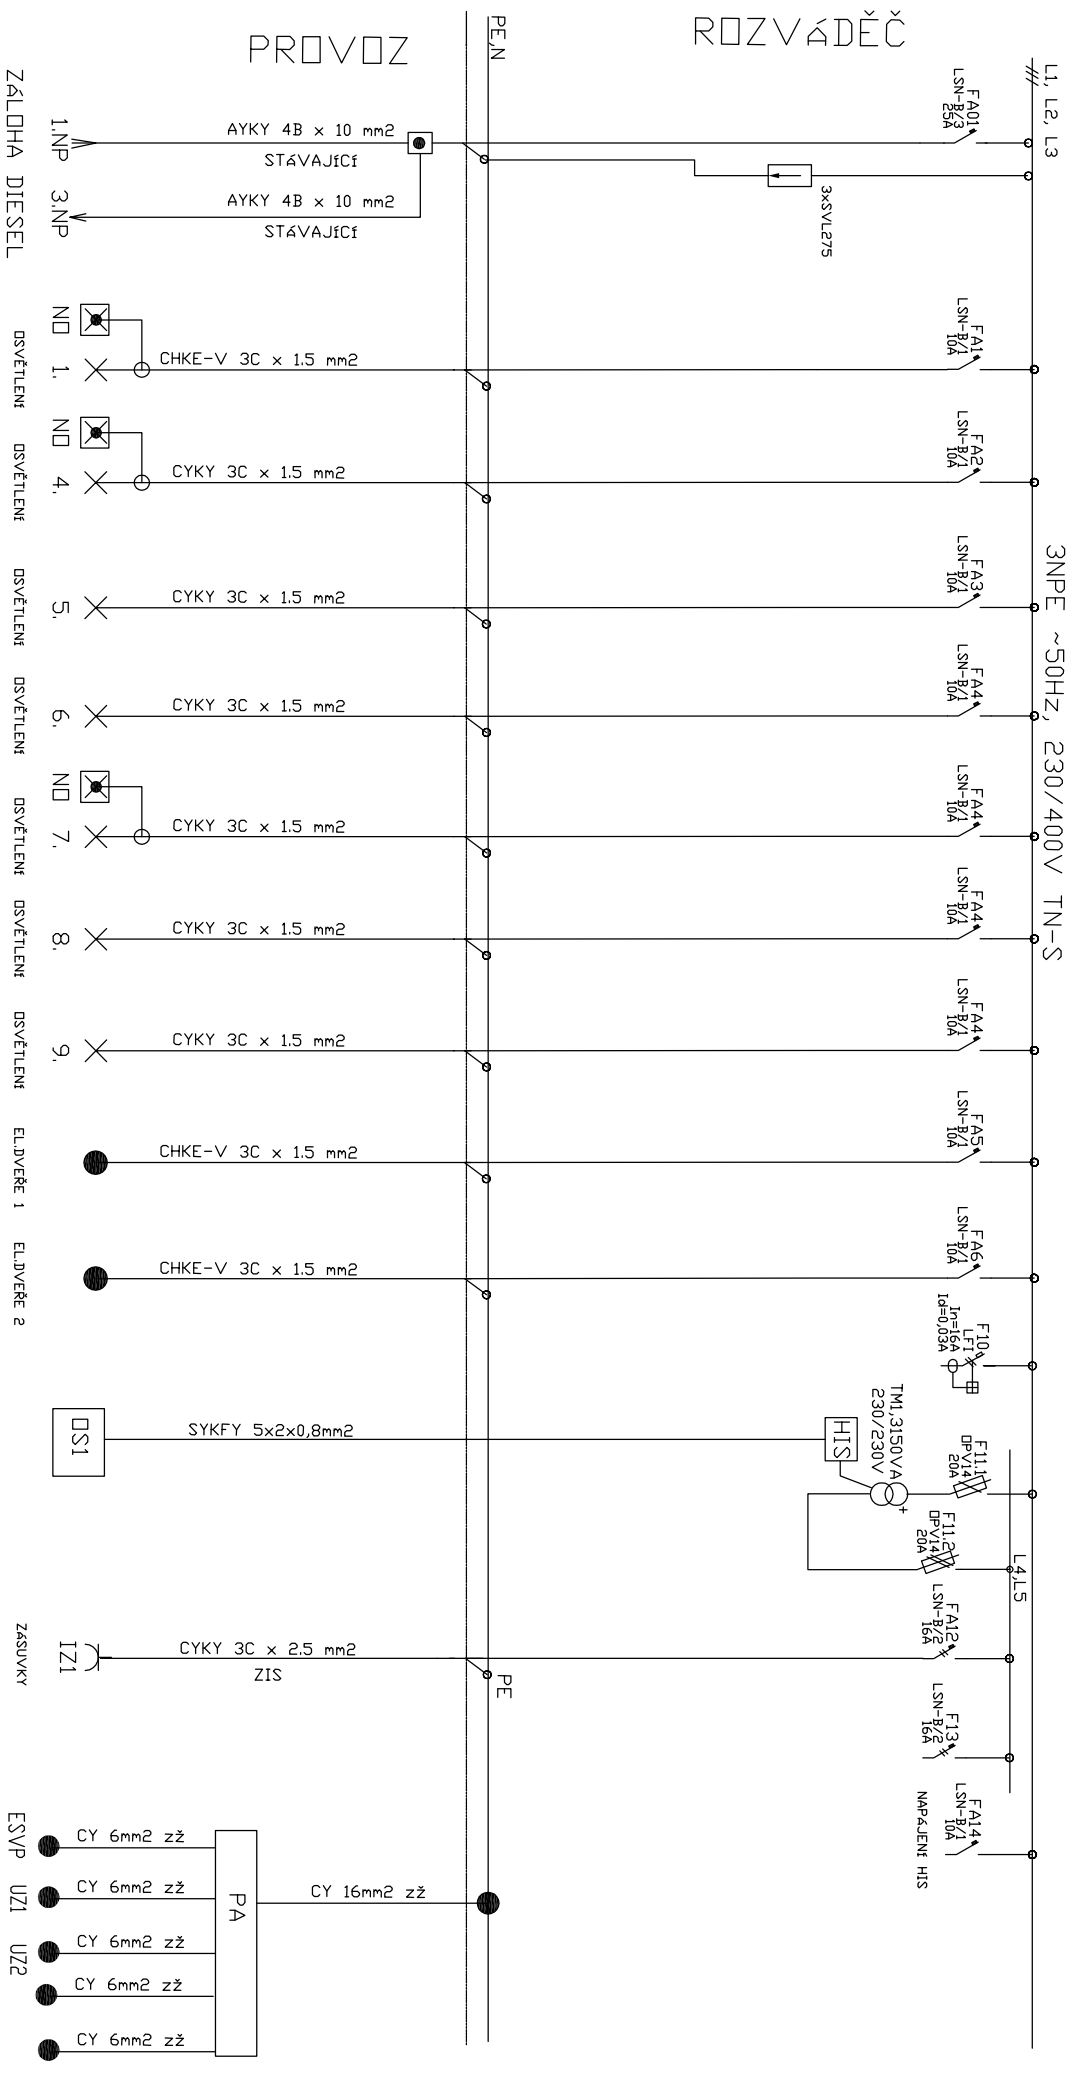 PROVOZ
ROZVÁDĚČ
PE,N
L1, L2, L3
3NPE ~50Hz, 230/400V TN-S
FA01
LSN-B/3
25A
3xSVL275
AYKY 4B x 10 mm2
STÁVAJÍCÍ
1.NP
AYKY 4B x 10 mm2
STÁVAJÍCÍ
3.NP
ZÁLOHA DIESEL
FA1
LSN-B/1
10A
CHKE-V 3C x 1.5 mm2
NO
1.
OSVĚTLENÍ
FA2
LSN-B/1
10A
CYKY 3C x 1.5 mm2
NO
4.
OSVĚTLENÍ
FA3
LSN-B/1
10A
CYKY 3C x 1.5 mm2
5.
OSVĚTLENÍ
FA4
LSN-B/1
10A
CYKY 3C x 1.5 mm2
6.
OSVĚTLENÍ
FA4
LSN-B/1
10A
CYKY 3C x 1.5 mm2
NO
7.
OSVĚTLENÍ
FA4
LSN-B/1
10A
CYKY 3C x 1.5 mm2
8.
OSVĚTLENÍ
FA4
LSN-B/1
10A
CYKY 3C x 1.5 mm2
9.
OSVĚTLENÍ
FA5
LSN-B/1
10A
CHKE-V 3C x 1.5 mm2
EL.DVEŘE 1
FA6
LSN-B/1
10A
CHKE-V 3C x 1.5 mm2
EL.DVEŘE 2
F10
LFI
In=16A
Id=0,03A
SYKFY 5x2x0,8mm2
OS1
HIS
TM1,3150VA
230/230V
F11.1
OPV14
20A
F11.2
OPV14
20A
L4,L5
FA12
LSN-B/2
16A
CYKY 3C x 2.5 mm2
ZIS
PE
IZ1
ZÁSUVKY
F13
LSN-B/2
16A
FA14
LSN-B/1
10A
NAPÁJENÍ HIS
CY 16mm2 zž
PA
CY 6mm2 zž
ESVP
CY 6mm2 zž
UZ1
CY 6mm2 zž
UZ2
CY 6mm2 zž
CY 6mm2 zž